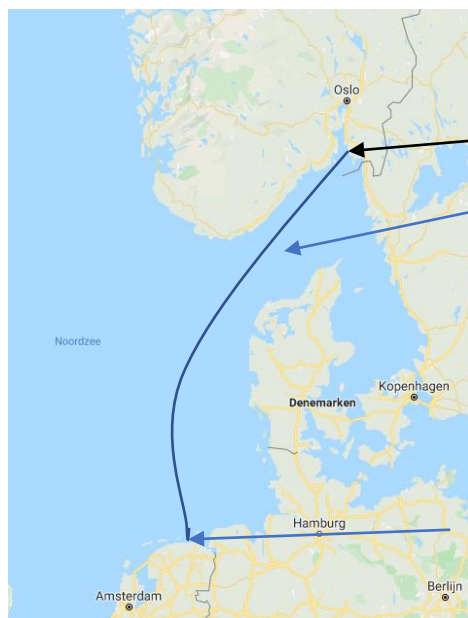 Oslo
Noordzee
Kopenhagen
Denemarken
Hamburg
Amsterdam
Berlijn